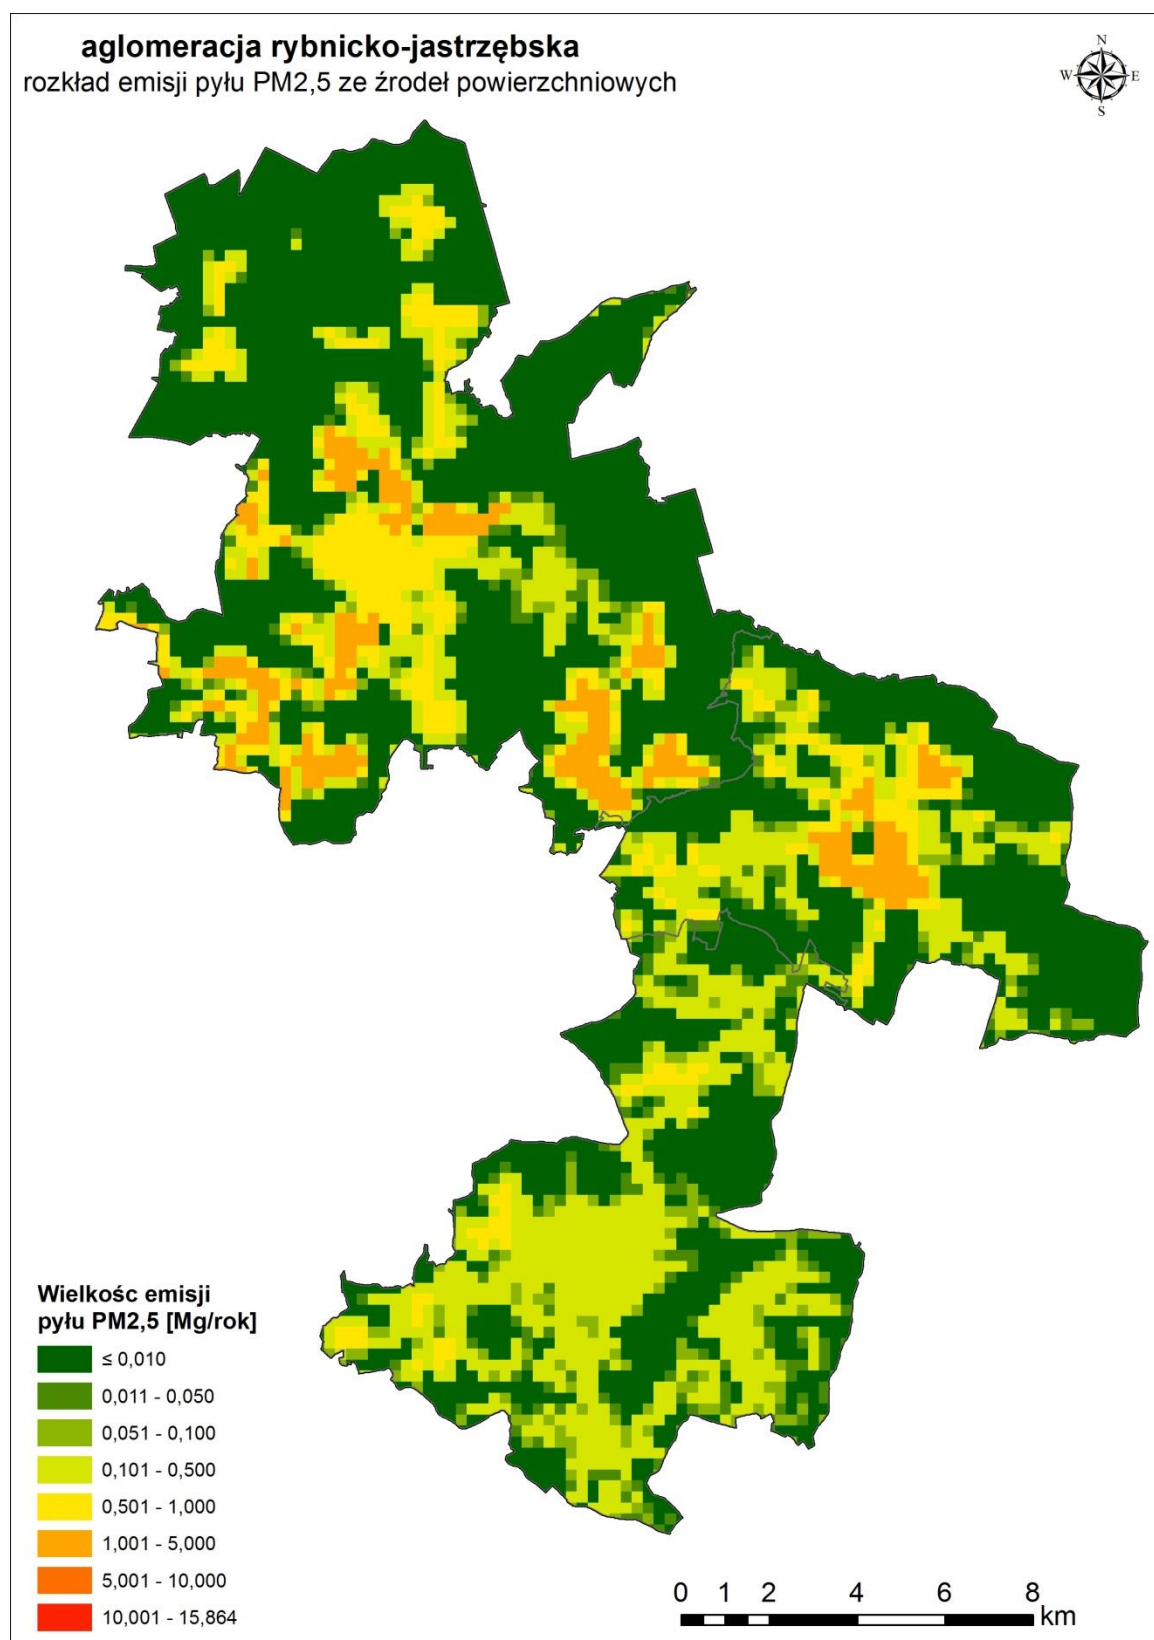 aglomeracja rybnicko-jastrzębska
rozkład emisji pyłu PM2,5 ze źrodeł powierzchniowych
N
W E
S
Wielkośc emisji
pyłu PM2,5 [Mg/rok]
≤ 0,010
0,011 - 0,050
0,051 - 0,100
0,101 - 0,500
0,501 - 1,000
1,001 - 5,000
5,001 - 10,000
10,001 - 15,864
0 1 2 4 6 8
km